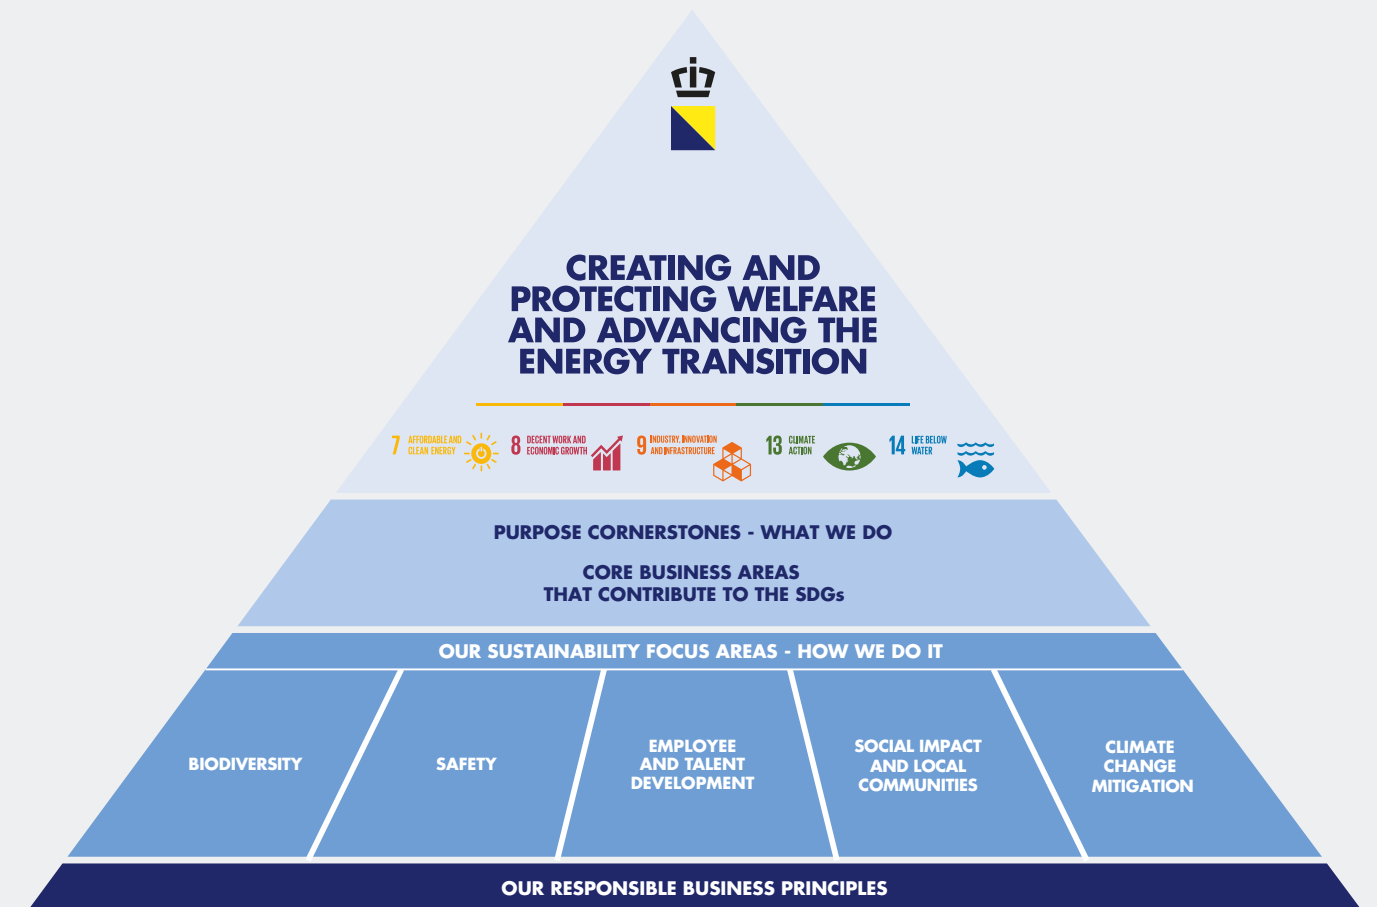 CREATING AND
PROTECTING WELFARE
AND ADVANCING THE
ENERGY TRANSITION
7 AFFORDABLE AND
CLEAN ENERGY
8 DECENT WORK AND
ECONOMIC GROWTH
9 INDUSTRY, INNOVATION
AND INFRASTRUCTURE
13 CLIMATE
ACTION
14 LIFE BELOW
WATER
PURPOSE CORNERSTONES - WHAT WE DO
CORE BUSINESS AREAS
THAT CONTRIBUTE TO THE SDGs
OUR SUSTAINABILITY FOCUS AREAS - HOW WE DO IT
BIODIVERSITY
SAFETY
EMPLOYEE
AND TALENT
DEVELOPMENT
SOCIAL IMPACT
AND LOCAL
COMMUNITIES
CLIMATE
CHANGE
MITIGATION
OUR RESPONSIBLE BUSINESS PRINCIPLES